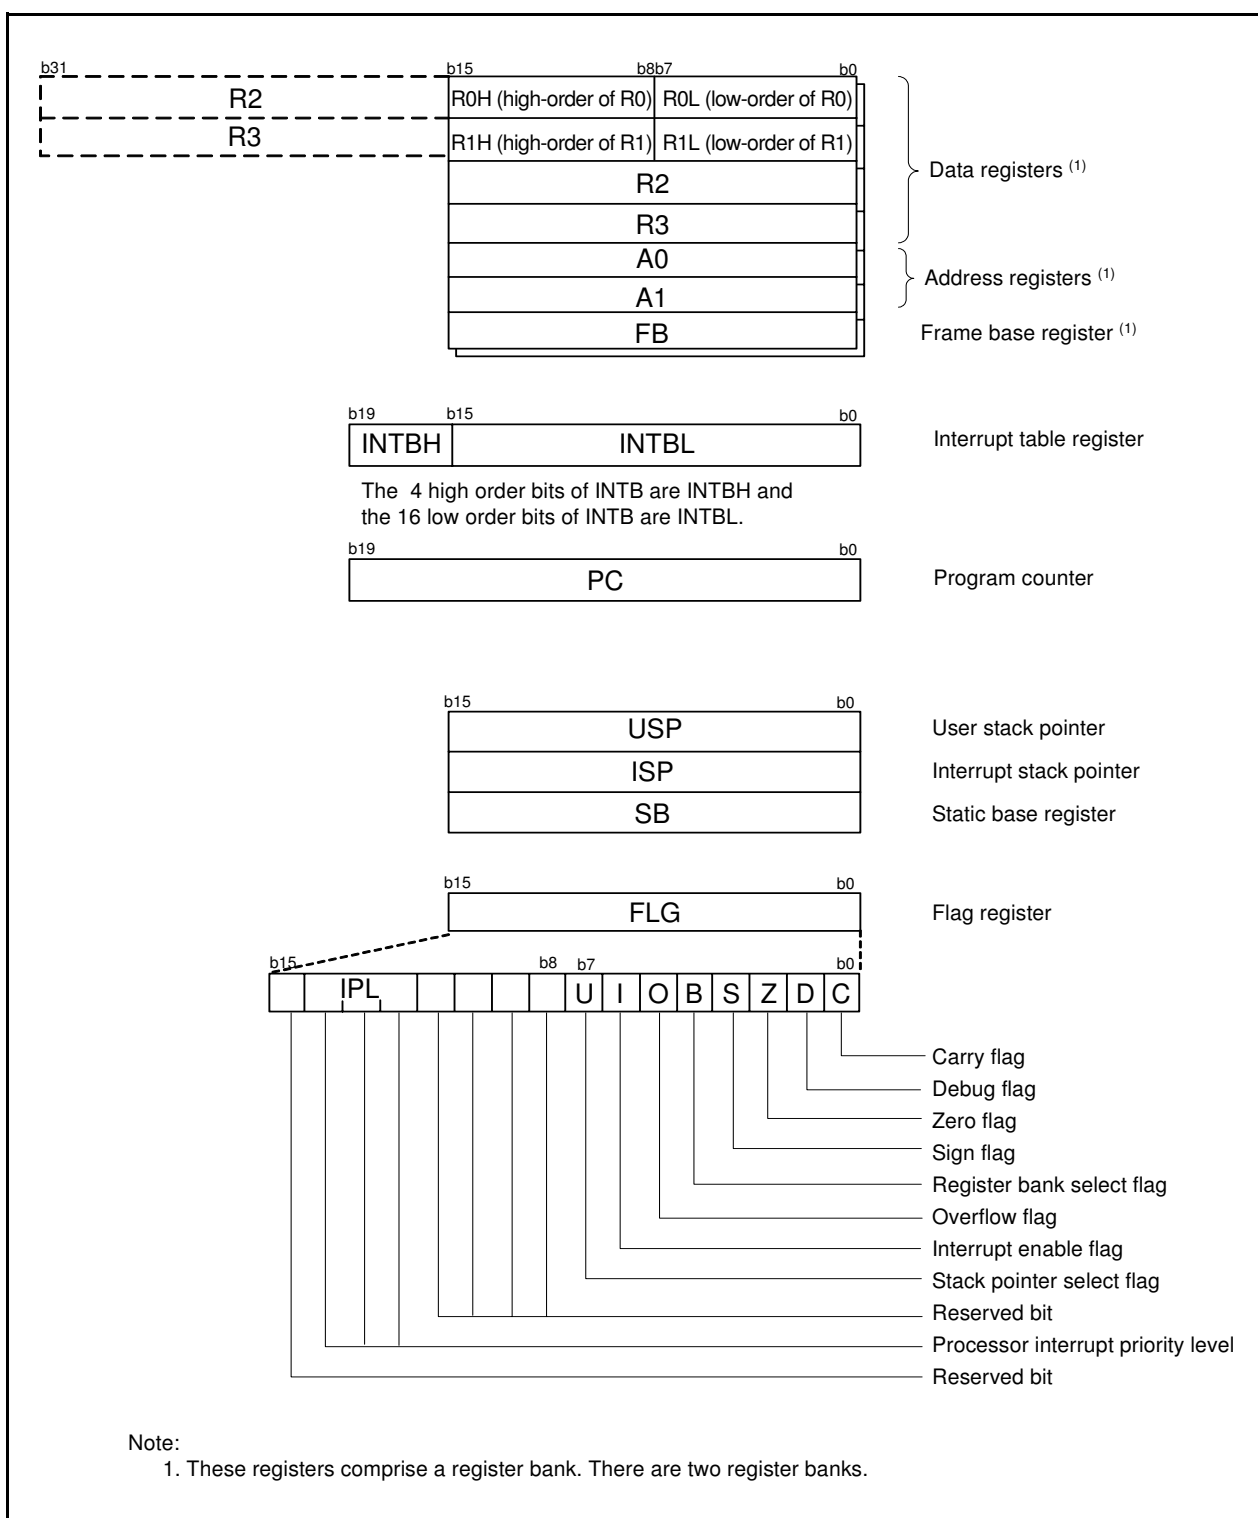 b31 b15 b8b7 b0
R2 R0H (high-order of R0) R0L (low-order of R0)
R3 R1H (high-order of R1) R1L (low-order of R1)
Data registers (1)
R2
R3
A0
Address registers (1)
A1
FB Frame base register (1)
b19 b15 b0
INTBH INTBL Interrupt table register
The 4 high order bits of INTB are INTBH and
the 16 low order bits of INTB are INTBL.
b19 b0
PC Program counter
b15 b0
USP User stack pointer
ISP Interrupt stack pointer
SB Static base register
b15 b0
FLG Flag register
b15 b8 b7 b0
IPL U I O B S Z D C
Carry flag
Debug flag
Zero flag
Sign flag
Register bank select flag
Overflow flag
Interrupt enable flag
Stack pointer select flag
Reserved bit
Processor interrupt priority level
Reserved bit
Note:
1. These registers comprise a register bank. There are two register banks.